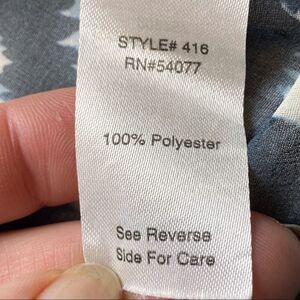 STYLE# 416
RN#54077
100% Polyester
See Reverse
Side For Care